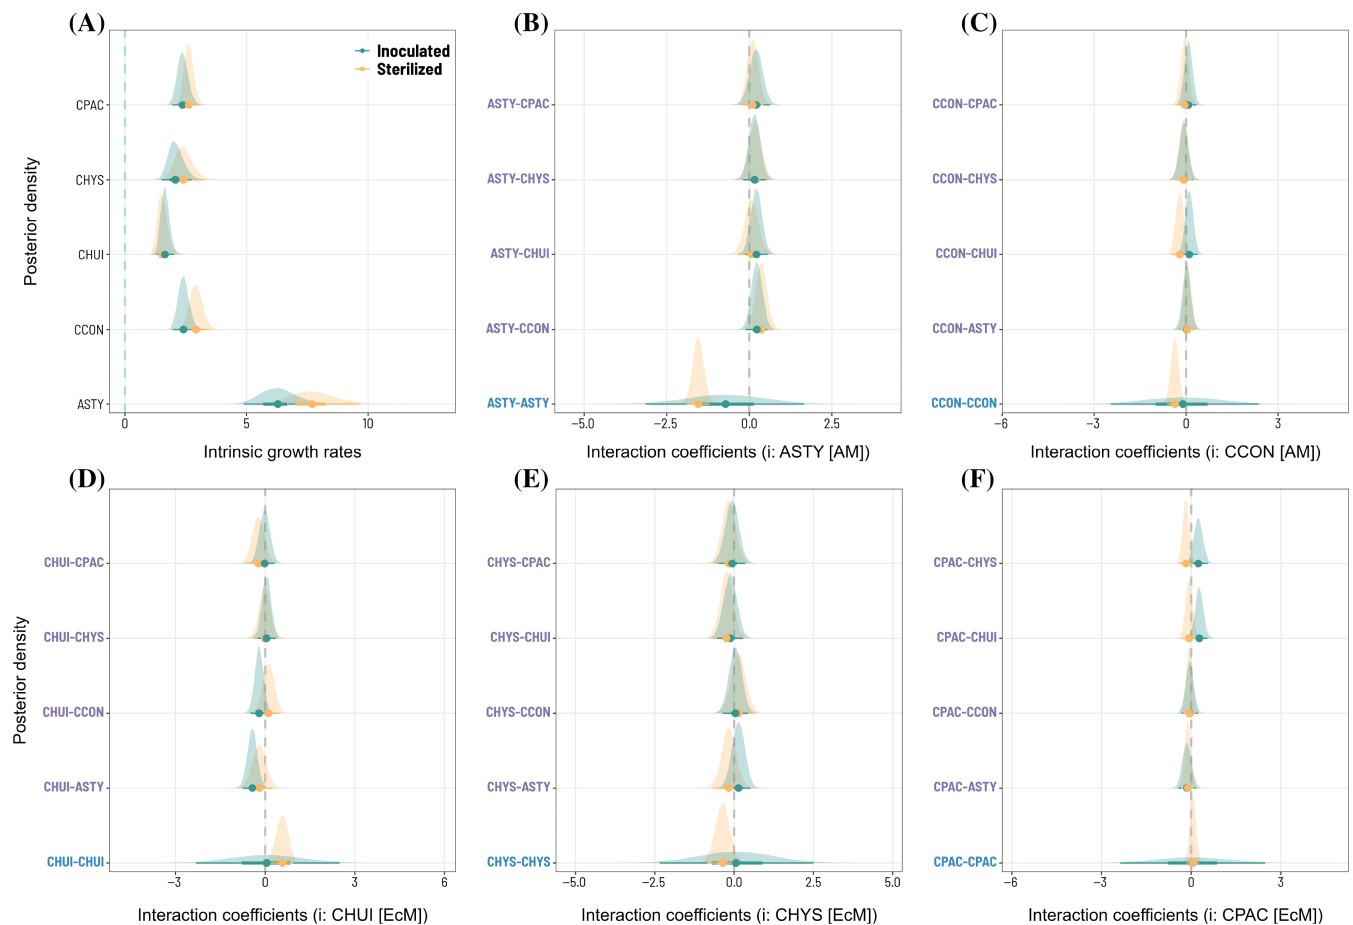 (A)
Inoculated
Sterilized
CPAC
CHYS
CHUI
CCON
ASTY
0
5
10
Intrinsic growth rates
Posterior density
(B)
ASTY-CPAC
ASTY-CHYS
ASTY-CHUI
ASTY-CCON
ASTY-ASTY
−5.0
−2.5
0.0
2.5
Interaction coefficients (i: ASTY [AM])
(C)
CCON-CPAC
CCON-CHYS
CCON-CHUI
CCON-ASTY
CCON-CCON
−6
−3
0
3
Interaction coefficients (i: CCON [AM])
(D)
CHUI-CPAC
CHUI-CHYS
CHUI-CCON
CHUI-ASTY
CHUI-CHUI
−3
0
3
6
Interaction coefficients (i: CHUI [EcM])
Posterior density
(E)
CHYS-CPAC
CHYS-CHUI
CHYS-CCON
CHYS-ASTY
CHYS-CHYS
−5.0
−2.5
0.0
2.5
5.0
Interaction coefficients (i: CHYS [EcM])
(F)
CPAC-CHYS
CPAC-CHUI
CPAC-CCON
CPAC-ASTY
CPAC-CPAC
−6
−3
0
3
Interaction coefficients (i: CPAC [EcM])